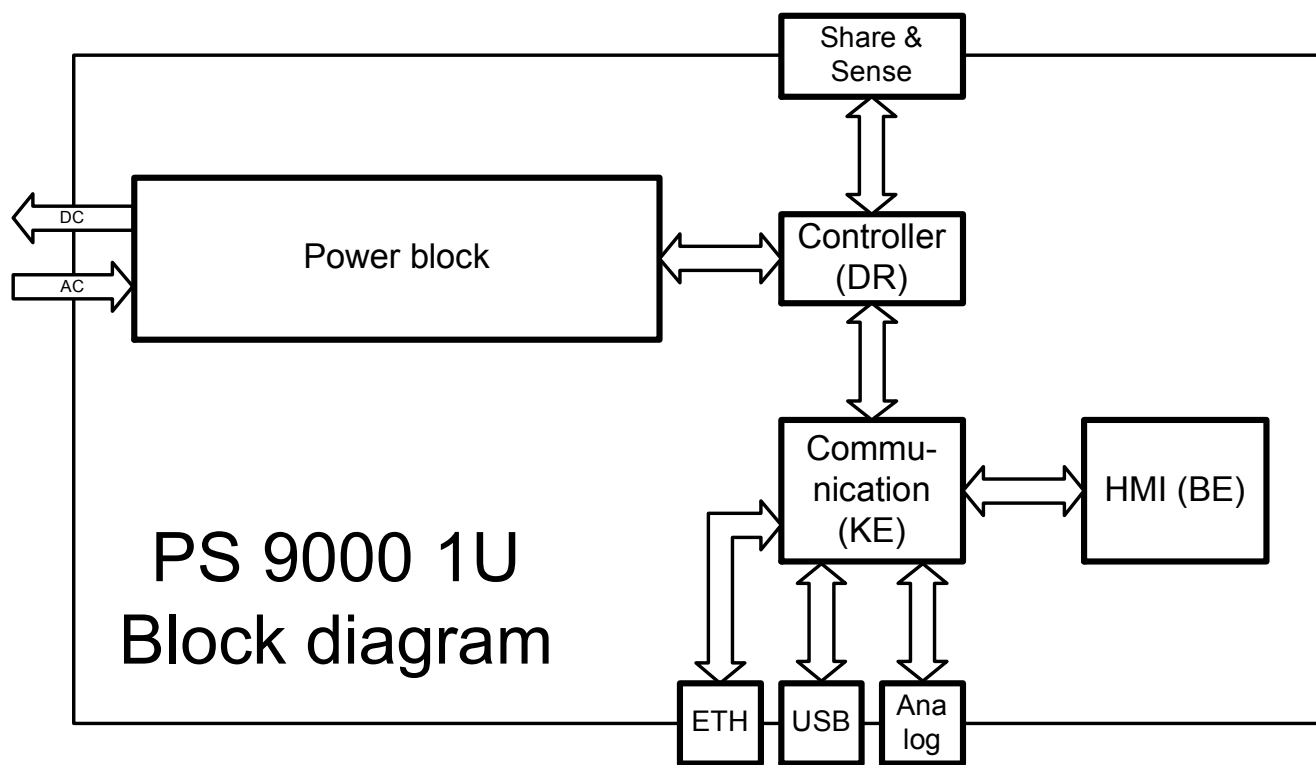 Share &
Sense
DC
AC
Power block
Controller
(DR)
Commu-
nication
(KE)
HMI (BE)
PS 9000 1U
Block diagram
ETH
USB
Ana
log